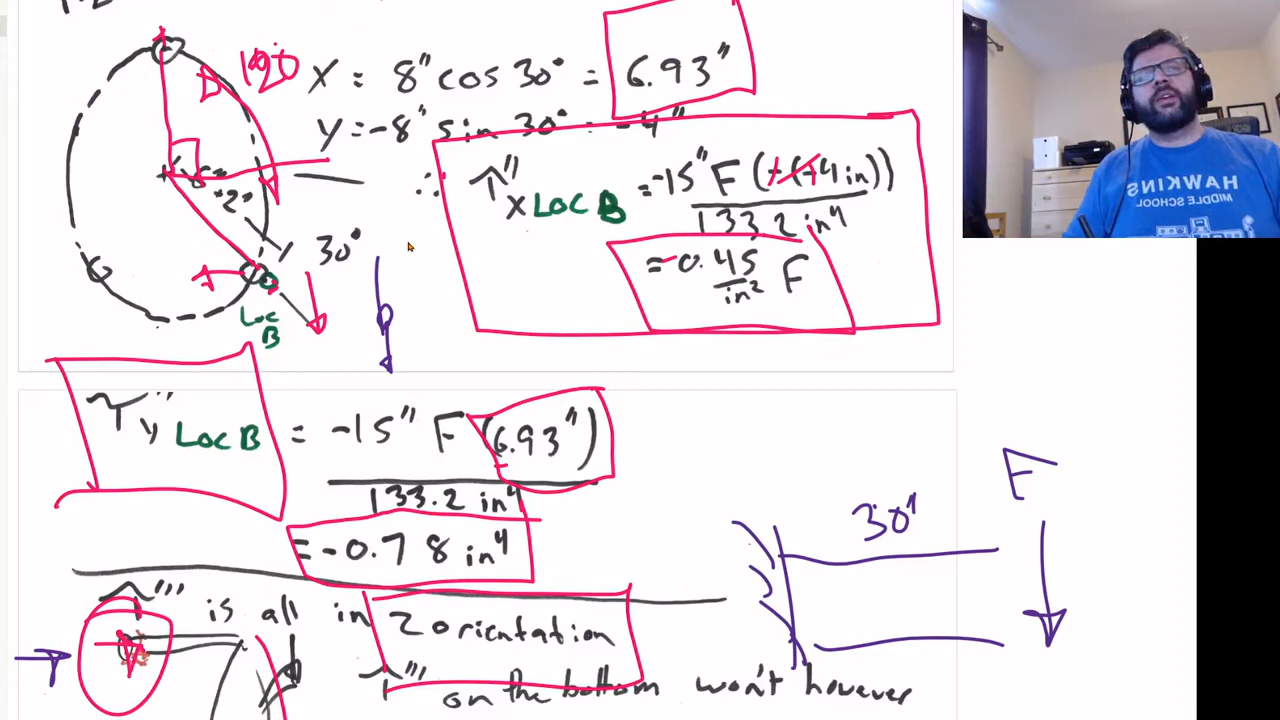 120°
X = 8" cos 30° = 6.93"
y = -8" sin 30° = -4"
8"
"2"
30°
LOC
B
∴ τ''x LOC B = -15" F (+(+4 in))
133.2 in⁴
= -0.45 F
in²
τ''y LOC B = -15" F (6.93")
133.2 in⁴
= -0.78 in⁴
τ''' is all in z orientation
τ''' on the bottom won't however
30"
F
HAWKINS
MIDDLE SCHOOL